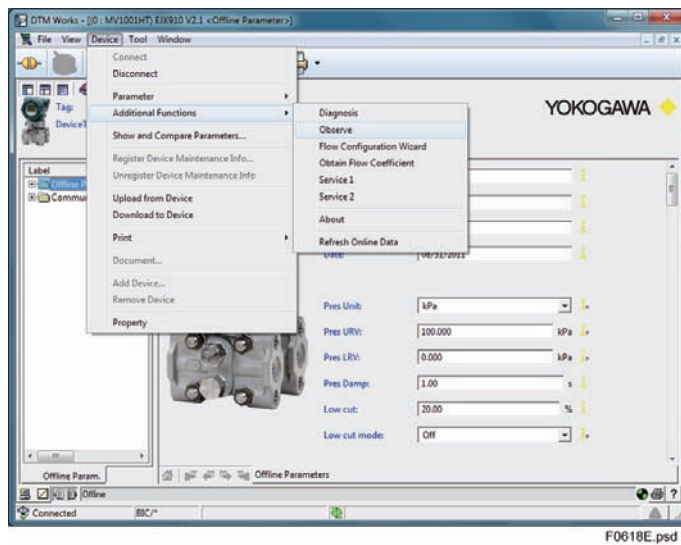 DTM Works - [(0 : MV1001HT) EJX910 V2.1 <Offline Parameter>]
File View Device Tool Window
Connect
Disconnect
Parameter
Additional Functions
Show and Compare Parameters...
Register Device Maintenance Info...
Unregister Device Maintenance Info
Upload from Device
Download to Device
Print
Document...
Add Device...
Remove Device
Property
Diagnosis
Observe
Flow Configuration Wizard
Obtain Flow Coefficient
Service 1
Service 2
About
Refresh Online Data
Tag:
YOKOGAWA
Label
Date: 08/31/2011
Pres Unit: kPa
Pres URV: 100.000 kPa
Pres LRV: 0.000 kPa
Pres Damp: 1.00 s
Low cut: 20.00 %
Low cut mode: Off
Offline Param.
Offline Parameters
Offline
Connected
F0618E.psd